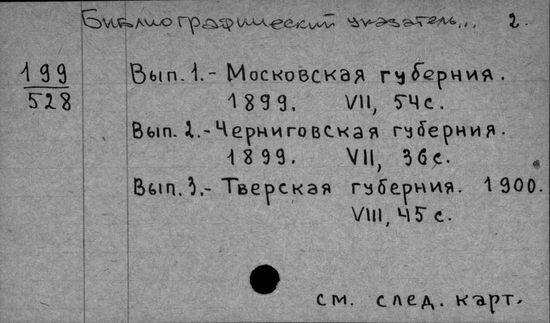 Библиографический указатель... 2.
199
528
Вып. 1.- Московская губерния.
1899. VII, 54 с.
Вып. 2.- Черниговская губерния.
1899. VII, 36 с.
Вып. 3.- Тверская губерния. 1900.
VIII, 45 с.
см. след. карт.